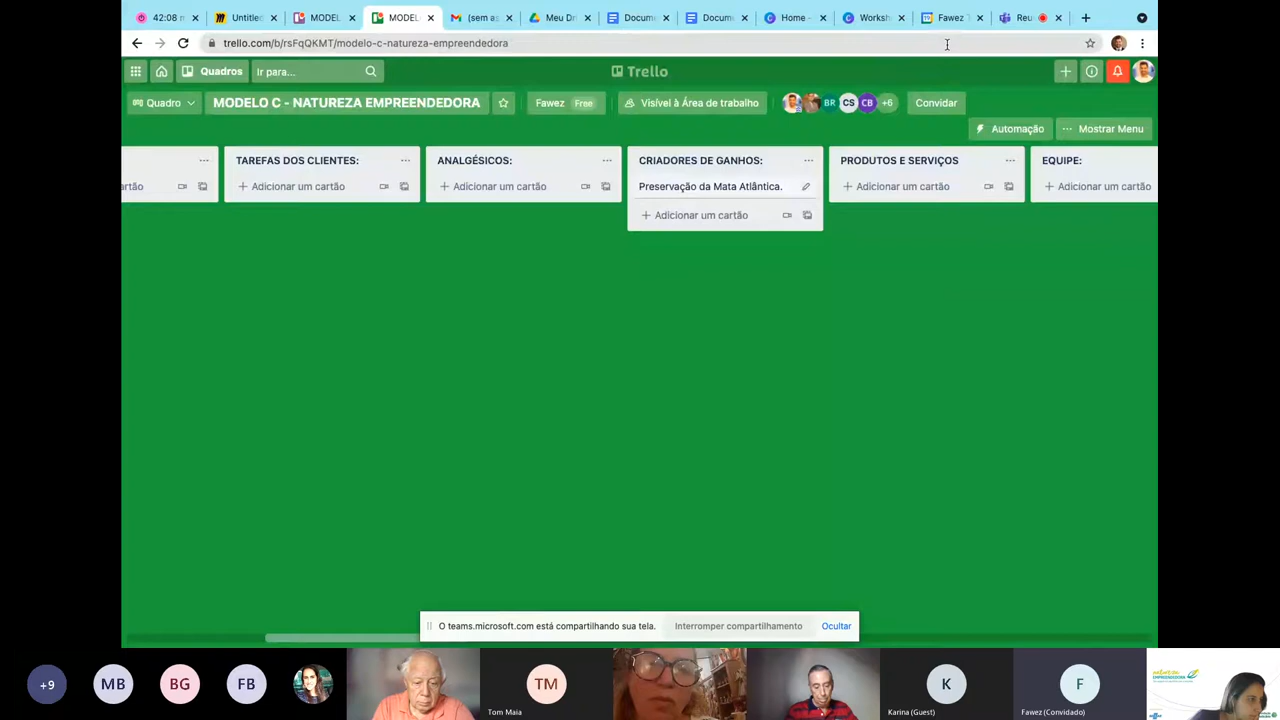 42:08 m
Untitle
MODEL
MODEL
(sem as
Meu Dr
Docum
Docum
Home -
Worksh
Fawez T
Reu
trello.com/b/rsFqQKMT/modelo-c-natureza-empreendedora
Quadros
Ir para...
Trello
Quadro
MODELO C - NATUREZA EMPREENDEDORA
Fawez Free
Visível à Área de trabalho
BR
CS
CB
+6
Convidar
Automação
Mostrar Menu
artão
TAREFAS DOS CLIENTES:
+ Adicionar um cartão
ANALGÉSICOS:
+ Adicionar um cartão
CRIADORES DE GANHOS:
Preservação da Mata Atlântica.
+ Adicionar um cartão
PRODUTOS E SERVIÇOS
+ Adicionar um cartão
EQUIPE:
+ Adicionar um cartão
O teams.microsoft.com está compartilhando sua tela.
Interromper compartilhamento
Ocultar
+9
MB
BG
FB
TM
Tom Maia
K
Karina (Guest)
F
Fawez (Convidado)
natureza
EMPREENDEDORA
SEBRAE